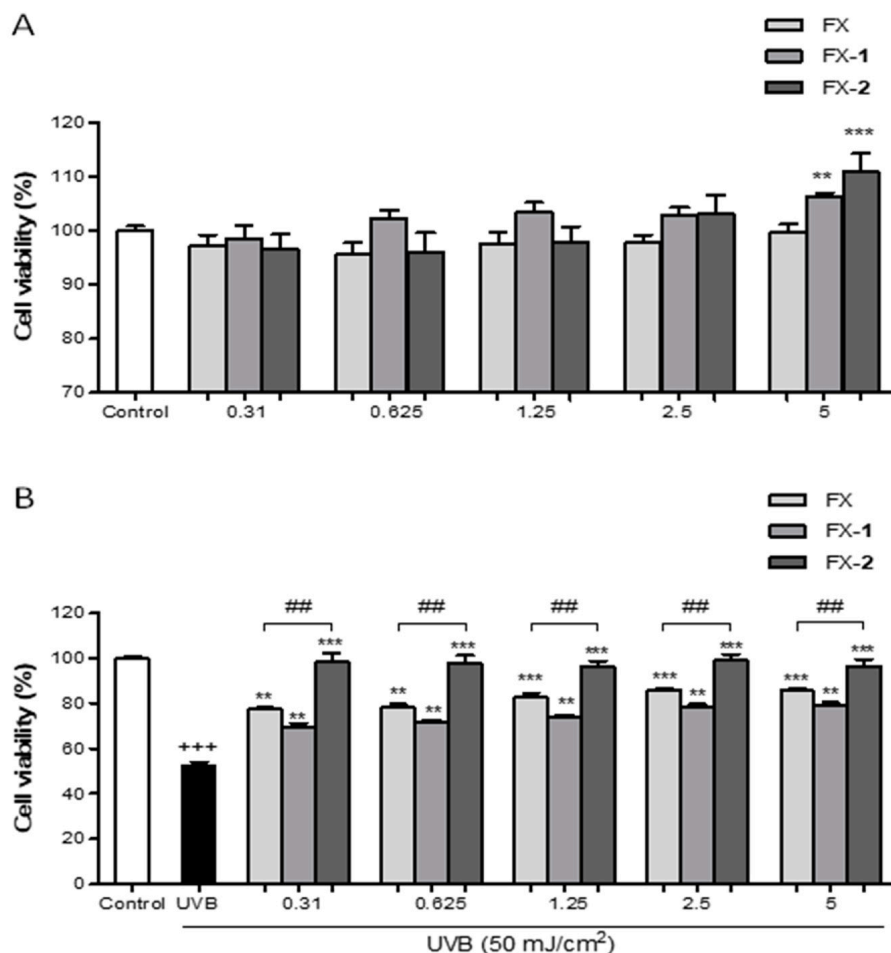 A
FX
FX-1
FX-2
Cell viability (%)
120
110
100
90
80
70
**
***
Control 0.31 0.625 1.25 2.5 5
B
FX
FX-1
FX-2
Cell viability (%)
120
100
80
60
40
20
0
## ## ## ## ##
+++
** ** *** ** ** *** *** ** *** *** ** *** *** ** ***
Control UVB 0.31 0.625 1.25 2.5 5
UVB (50 mJ/cm²)